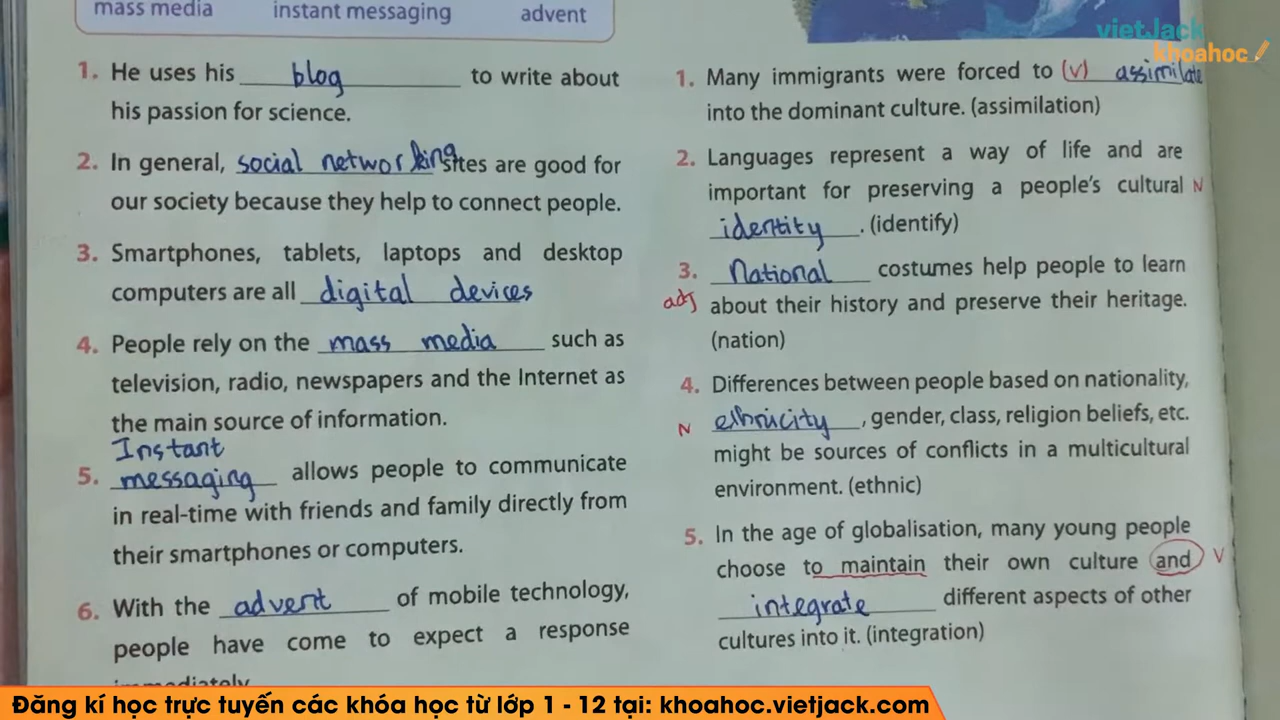 mass media instant messaging advent
1. He uses his blog to write about
his passion for science.
2. In general, social networking sites are good for
our society because they help to connect people.
3. Smartphones, tablets, laptops and desktop
computers are all digital devices
4. People rely on the mass media such as
television, radio, newspapers and the Internet as
the main source of information.
Instant
5. messaging allows people to communicate
in real-time with friends and family directly from
their smartphones or computers.
6. With the advent of mobile technology,
people have come to expect a response
immediately
vietJack
khoahoc
1. Many immigrants were forced to (v) assimilate
into the dominant culture. (assimilation)
2. Languages represent a way of life and are
important for preserving a people's cultural N
identity. (identify)
3. National costumes help people to learn
adj about their history and preserve their heritage.
(nation)
4. Differences between people based on nationality,
N ethnicity, gender, class, religion beliefs, etc.
might be sources of conflicts in a multicultural
environment. (ethnic)
5. In the age of globalisation, many young people
choose to maintain their own culture and V
integrate different aspects of other
cultures into it. (integration)
Đăng kí học trực tuyến các khóa học từ lớp 1 - 12 tại: khoahoc.vietjack.com